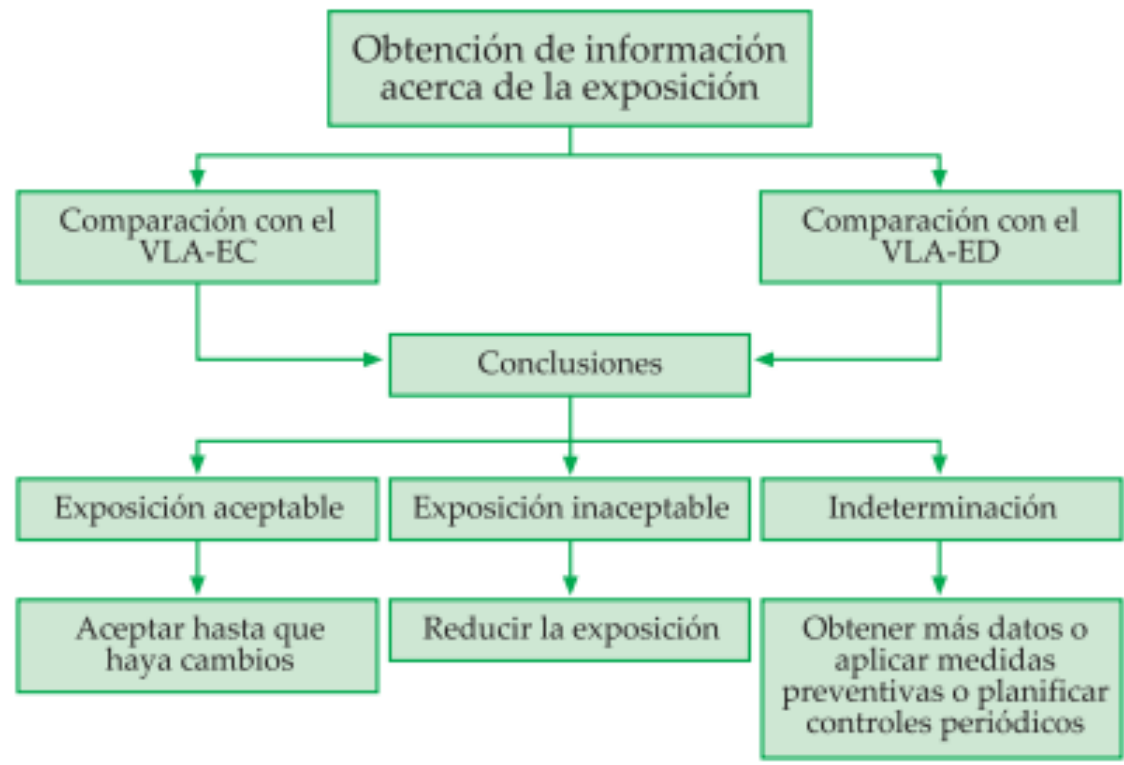 Obtención de información
acerca de la exposición
Comparación con el
VLA-EC
Comparación con el
VLA-ED
Conclusiones
Exposición aceptable
Exposición inaceptable
Indeterminación
Aceptar hasta que
haya cambios
Reducir la exposición
Obtener más datos o
aplicar medidas
preventivas o planificar
controles periódicos